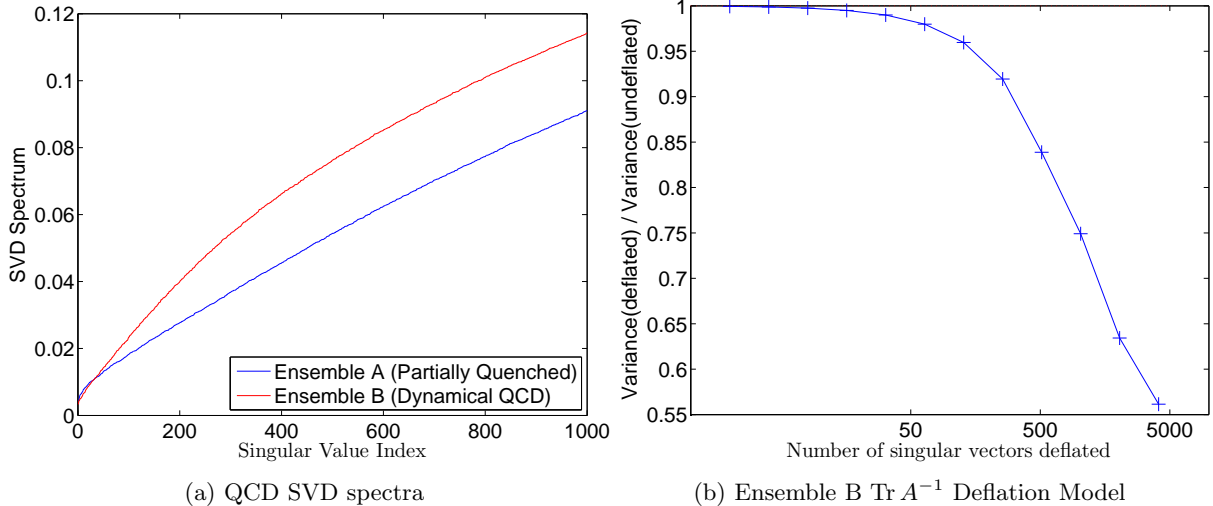 0.12
0.1
0.08
0.06
0.04
0.02
0
SVD Spectrum
Ensemble A (Partially Quenched)
Ensemble B (Dynamical QCD)
0 200 400 600 800 1000
Singular Value Index
(a) QCD SVD spectra
1
0.95
0.9
0.85
0.8
0.75
0.7
0.65
0.6
0.55
Variance(deflated) / Variance(undeflated)
50 500 5000
Number of singular vectors deflated
(b) Ensemble B Tr A⁻¹ Deflation Model